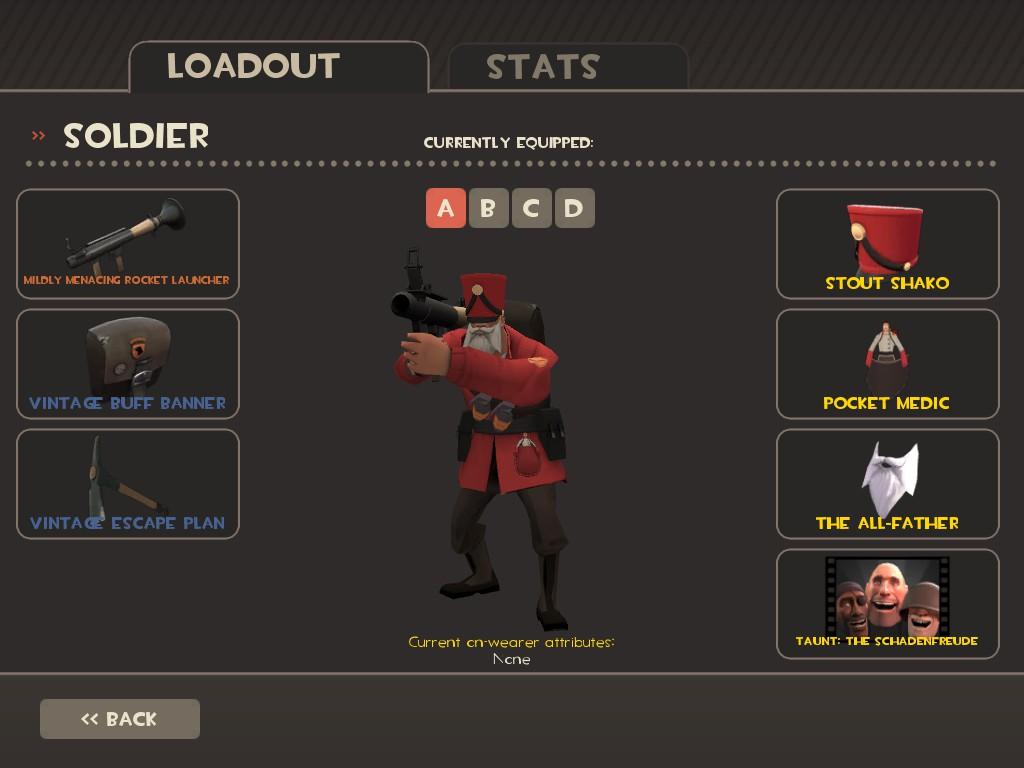 LOADOUT
STATS
>> SOLDIER
CURRENTLY EQUIPPED:
A B C D
MILDLY MENACING ROCKET LAUNCHER
VINTAGE BUFF BANNER
VINTAGE ESCAPE PLAN
STOUT SHAKO
POCKET MEDIC
THE ALL-FATHER
TAUNT: THE SCHADENFREUDE
Current on-wearer attributes:
None
<< BACK